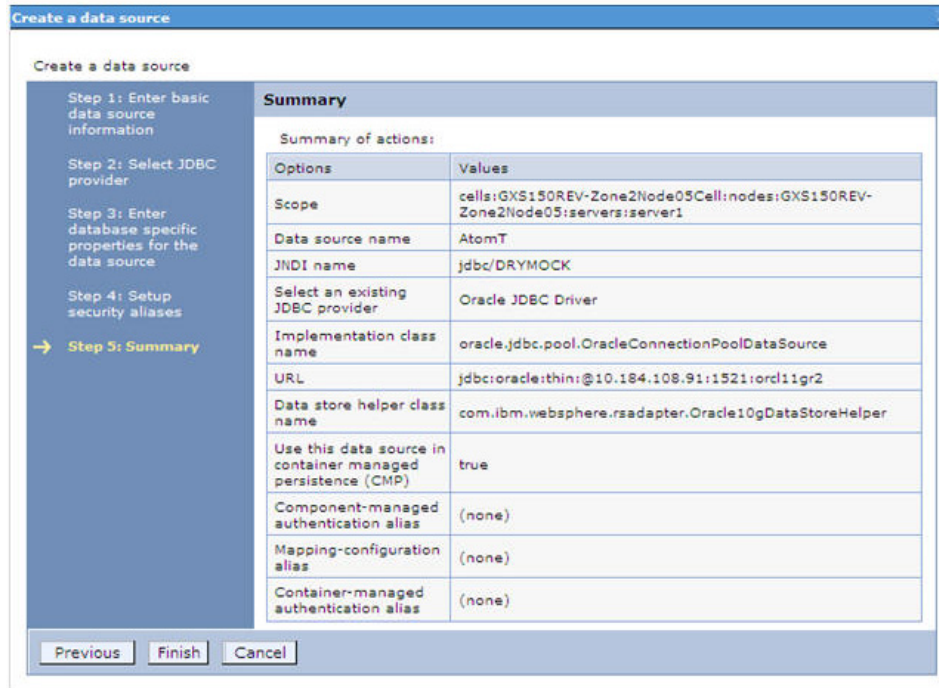 Create a data source
Create a data source
Step 1: Enter basic
data source
information
Step 2: Select JDBC
provider
Step 3: Enter
database specific
properties for the
data source
Step 4: Setup
security aliases
Step 5: Summary
Summary
Summary of actions:
Options Values
Scope cells:GXS150REV-Zone2Node05Cell:nodes:GXS150REV-
Zone2Node05:servers:server1
Data source name AtomT
JNDI name jdbc/DRYMOCK
Select an existing
JDBC provider Oracle JDBC Driver
Implementation class
name oracle.jdbc.pool.OracleConnectionPoolDataSource
URL jdbc:oracle:thin:@10.184.108.91:1521:orcl11gr2
Data store helper class
name com.ibm.websphere.rsadapter.Oracle10gDataStoreHelper
Use this data source in
container managed
persistence (CMP) true
Component-managed
authentication alias (none)
Mapping-configuration
alias (none)
Container-managed
authentication alias (none)
Previous Finish Cancel